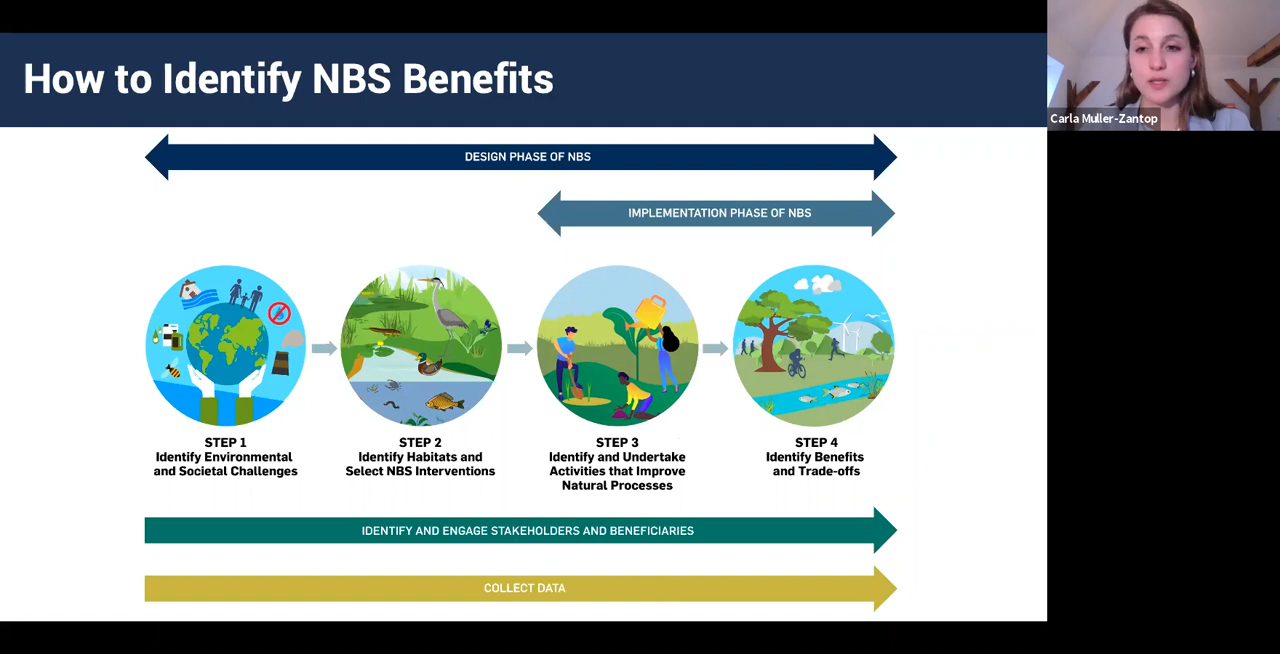 How to Identify NBS Benefits
Carla Muller-Zantop
DESIGN PHASE OF NBS
IMPLEMENTATION PHASE OF NBS
STEP 1
Identify Environmental
and Societal Challenges
STEP 2
Identify Habitats and
Select NBS Interventions
STEP 3
Identify and Undertake
Activities that Improve
Natural Processes
STEP 4
Identify Benefits
and Trade-offs
IDENTIFY AND ENGAGE STAKEHOLDERS AND BENEFICIARIES
COLLECT DATA